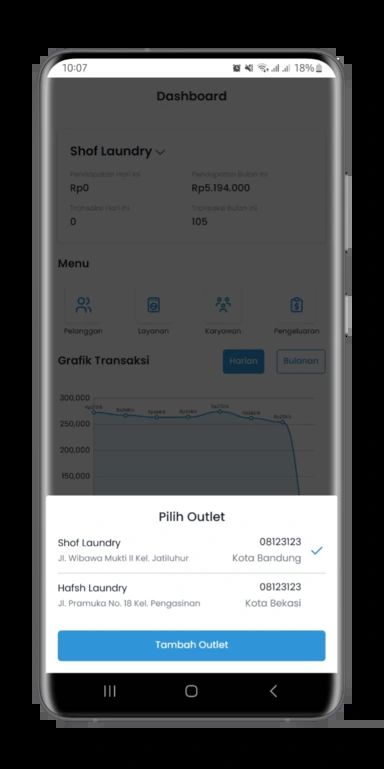 10:07
18%
Dashboard
Shof Laundry
Pendapatan Hari Ini
Pendapatan Bulan Ini
Rp0
Rp5.194.000
Transaksi Hari Ini
Transaksi Bulan Ini
0
105
Menu
Pelanggan
Layanan
Karyawan
Pengeluaran
Grafik Transaksi
Harian
Bulanan
300,000
250,000
200,000
150,000
Pilih Outlet
Shof Laundry
08123123
Jl. Wibawa Mukti II Kel. Jatiluhur
Kota Bandung
Hafsh Laundry
08123123
Jl. Pramuka No. 18 Kel. Pengasinan
Kota Bekasi
Tambah Outlet